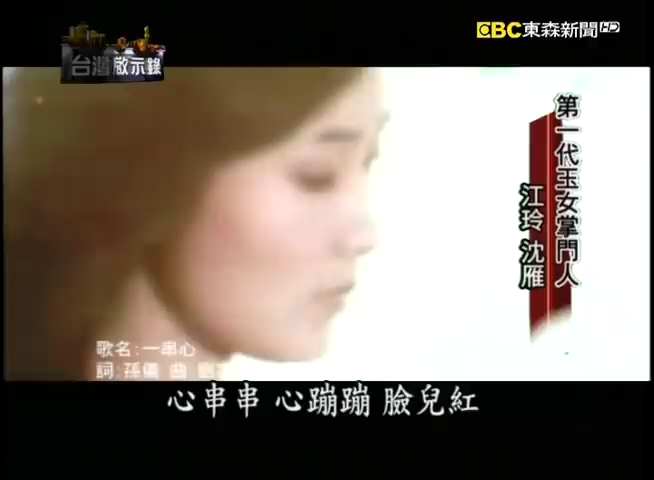 EBC東森新聞HD
台灣啟示錄
第一代玉女掌門人
江玲 沈雁
歌名:一串心
詞:孫儀 曲
心串串 心蹦蹦 臉兒紅